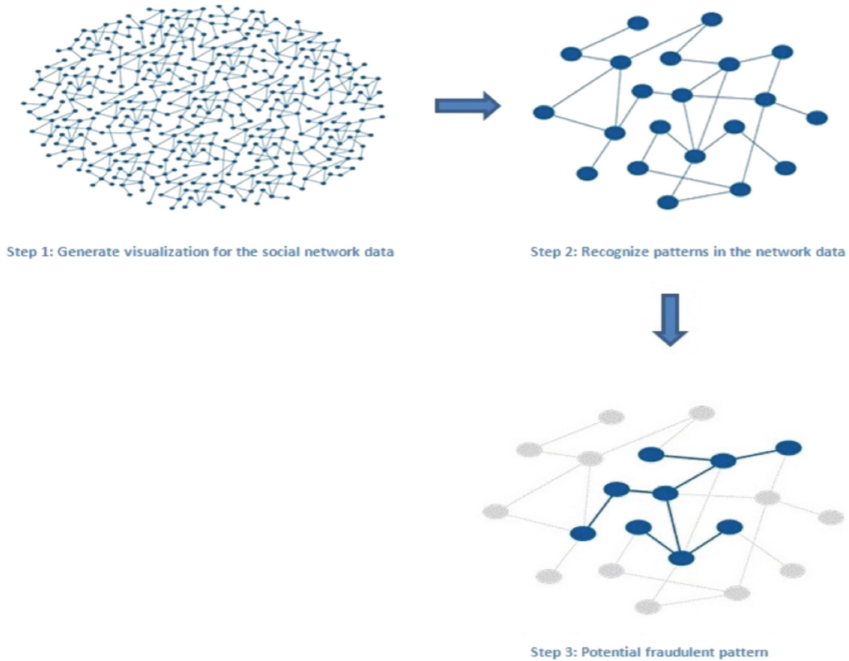 Step 1: Generate visualization for the social network data
Step 2: Recognize patterns in the network data
Step 3: Potential fraudulent pattern